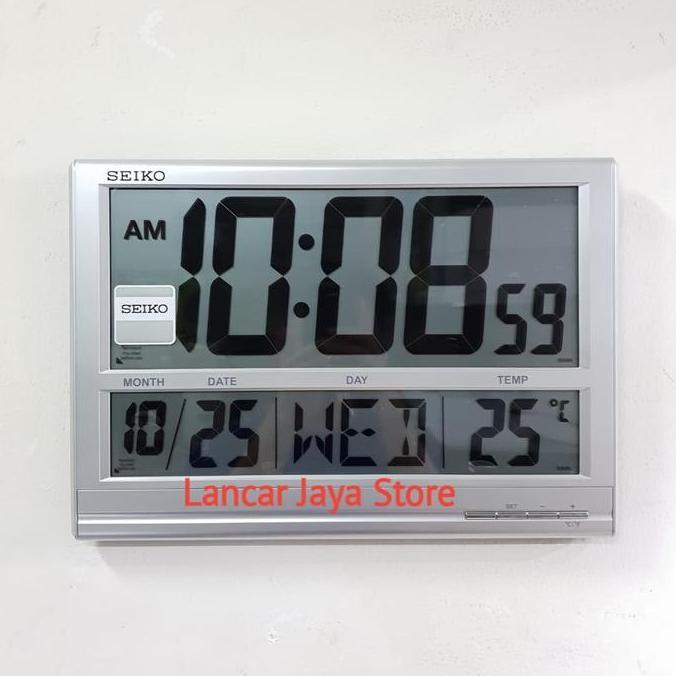 SEIKO
AM 10:08 59
SEIKO
MONTH DATE DAY TEMP
10/25 WED 25 °C
Lancar Jaya Store
SET - +
°C/°F